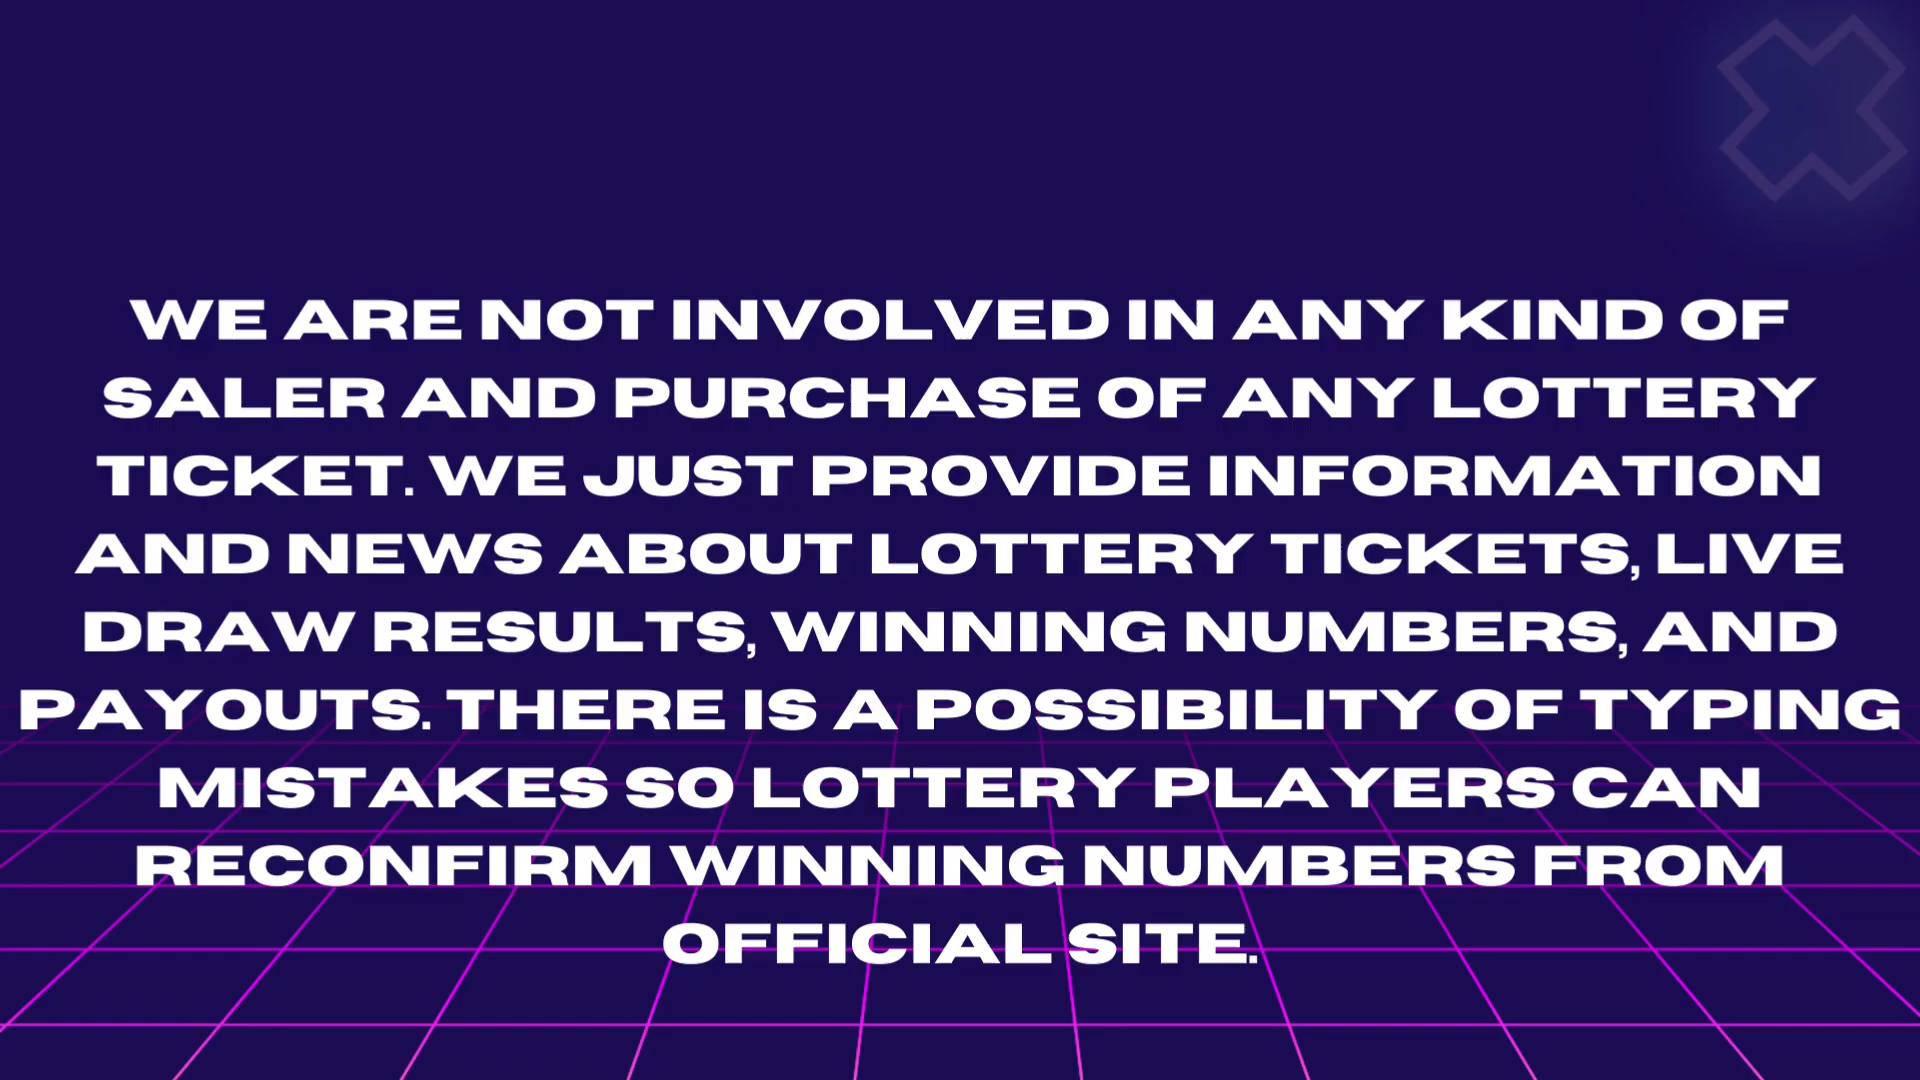 WE ARE NOT INVOLVED IN ANY KIND OF
SALER AND PURCHASE OF ANY LOTTERY
TICKET. WE JUST PROVIDE INFORMATION
AND NEWS ABOUT LOTTERY TICKETS, LIVE
DRAW RESULTS, WINNING NUMBERS, AND
PAYOUTS. THERE IS A POSSIBILITY OF TYPING
MISTAKES SO LOTTERY PLAYERS CAN
RECONFIRM WINNING NUMBERS FROM
OFFICIAL SITE.